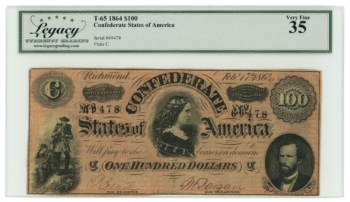 Legacy
CURRENCY GRADING
www.legacygrading.com
T-65 1864 $100
Confederate States of America
Serial #69478
Plate C
Very Fine
35
Richmond Feb'y 17th 1864
C CONFEDERATE 100
69478 69478
States of America
Will pay to the bearer on demand
ONE HUNDRED DOLLARS